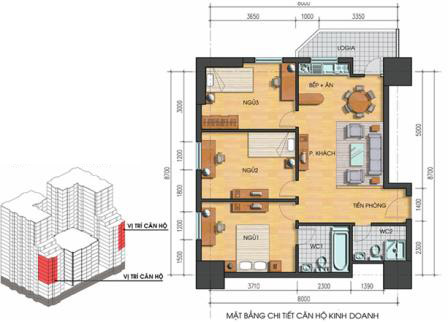 8000
3650
1000
3350
LOGIA
BẾP + ĂN
NGỦ3
3000
5000
8700
8700
NGỦ2
P. KHÁCH
1200
1800
TIỀN PHÒNG
1400
NGỦ1
WC1
WC2
1200
1500
2300
3710
2300
1390
8000
VỊ TRÍ CĂN HỘ
VỊ TRÍ CĂN HỘ
MẶT BẰNG CHI TIẾT CĂN HỘ KINH DOANH